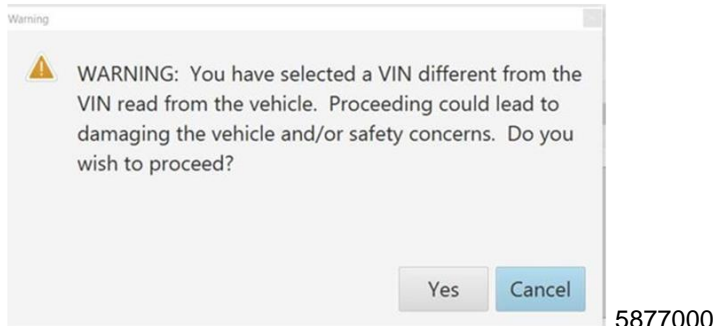 Warning
WARNING: You have selected a VIN different from the
VIN read from the vehicle. Proceeding could lead to
damaging the vehicle and/or safety concerns. Do you
wish to proceed?
Yes Cancel
5877000